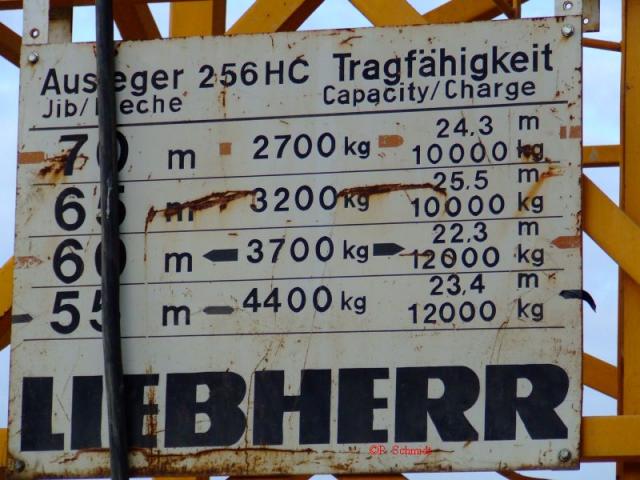 Ausleger 256HC Tragfähigkeit
Jib/Fleche Capacity/Charge
70 m 2700 kg 24,3 m
10000 kg
65 m 3200 kg 25,5 m
10000 kg
60 m 3700 kg 22,3 m
12000 kg
55 m 4400 kg 23,4 m
12000 kg
LIEBHERR
©R. Schmidt